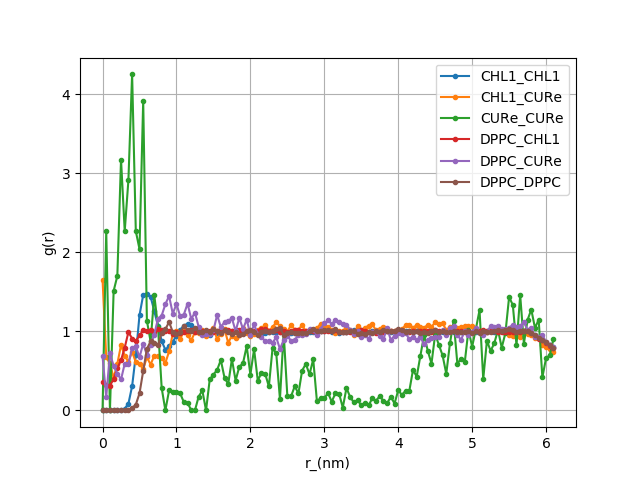 CHL1_CHL1
CHL1_CURe
CURe_CURe
DPPC_CHL1
DPPC_CURe
DPPC_DPPC
4
3
2
1
0
g(r)
0 1 2 3 4 5 6
r_(nm)